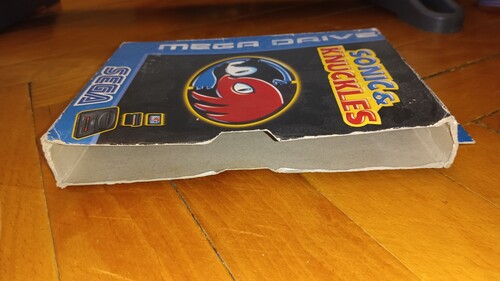 MEGA DRIVE
SEGA
SONIC &
KNUCKLES